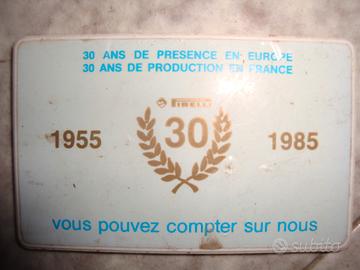 30 ANS DE PRESENCE EN EUROPE
30 ANS DE PRODUCTION EN FRANCE
PIRELLI
1955 30 1985
vous pouvez compter sur nous
subito